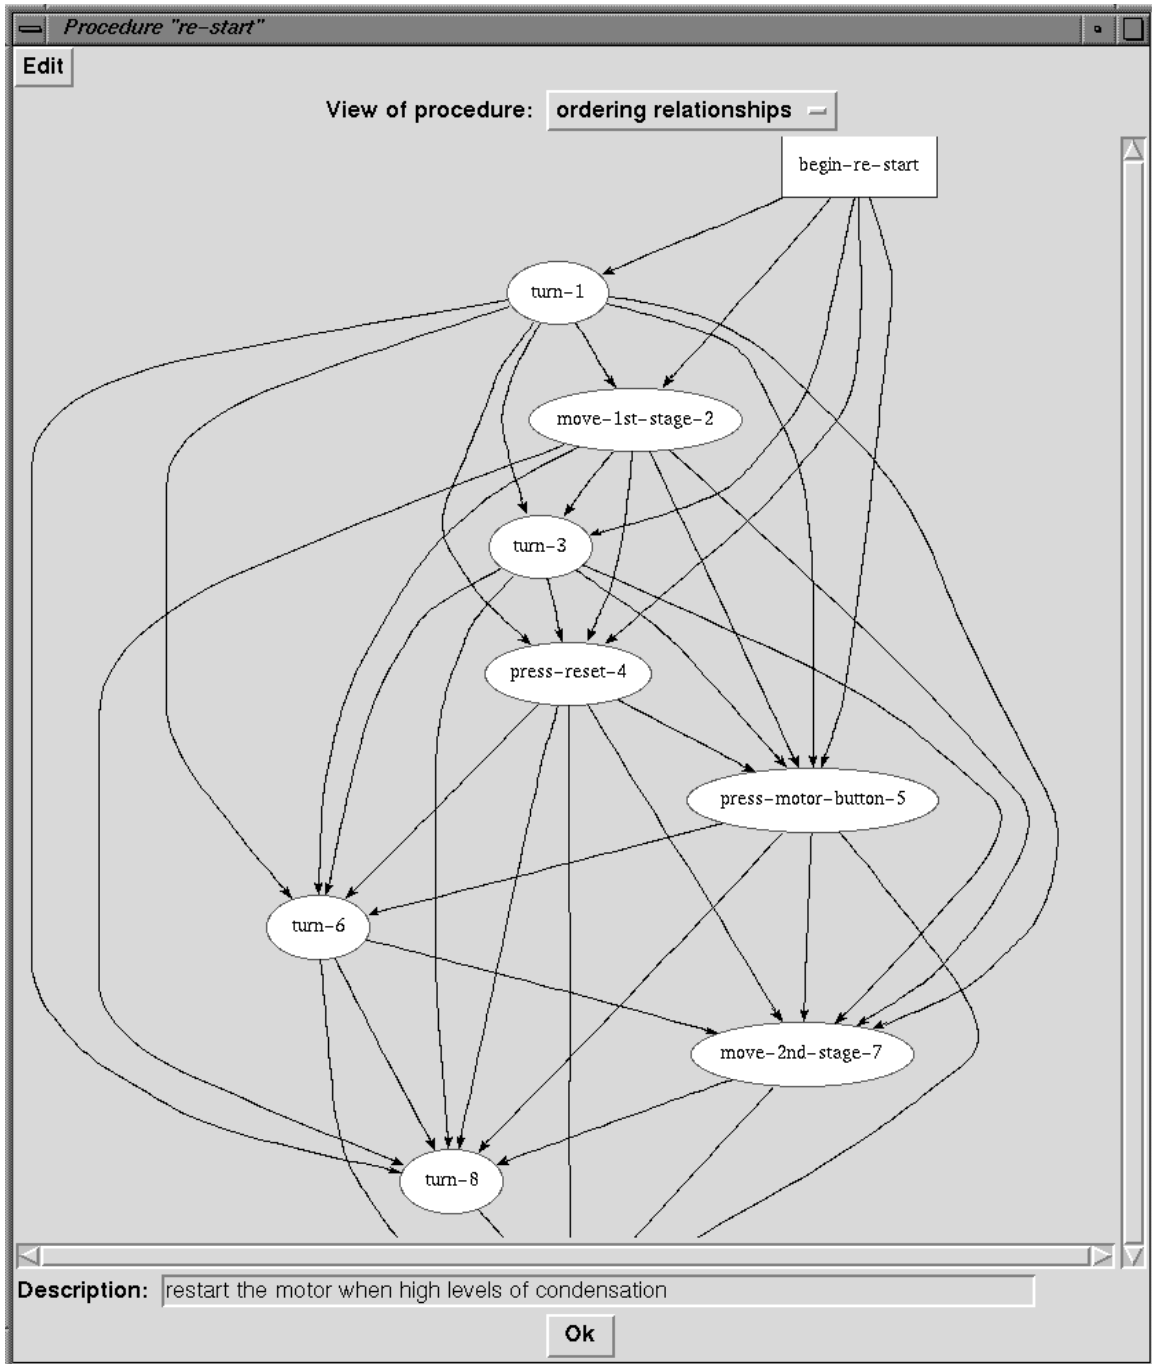 Procedure "re-start"
Edit
View of procedure: ordering relationships
begin-re-start
turn-1
move-1st-stage-2
turn-3
press-reset-4
press-motor-button-5
turn-6
move-2nd-stage-7
turn-8
Description: restart the motor when high levels of condensation
Ok